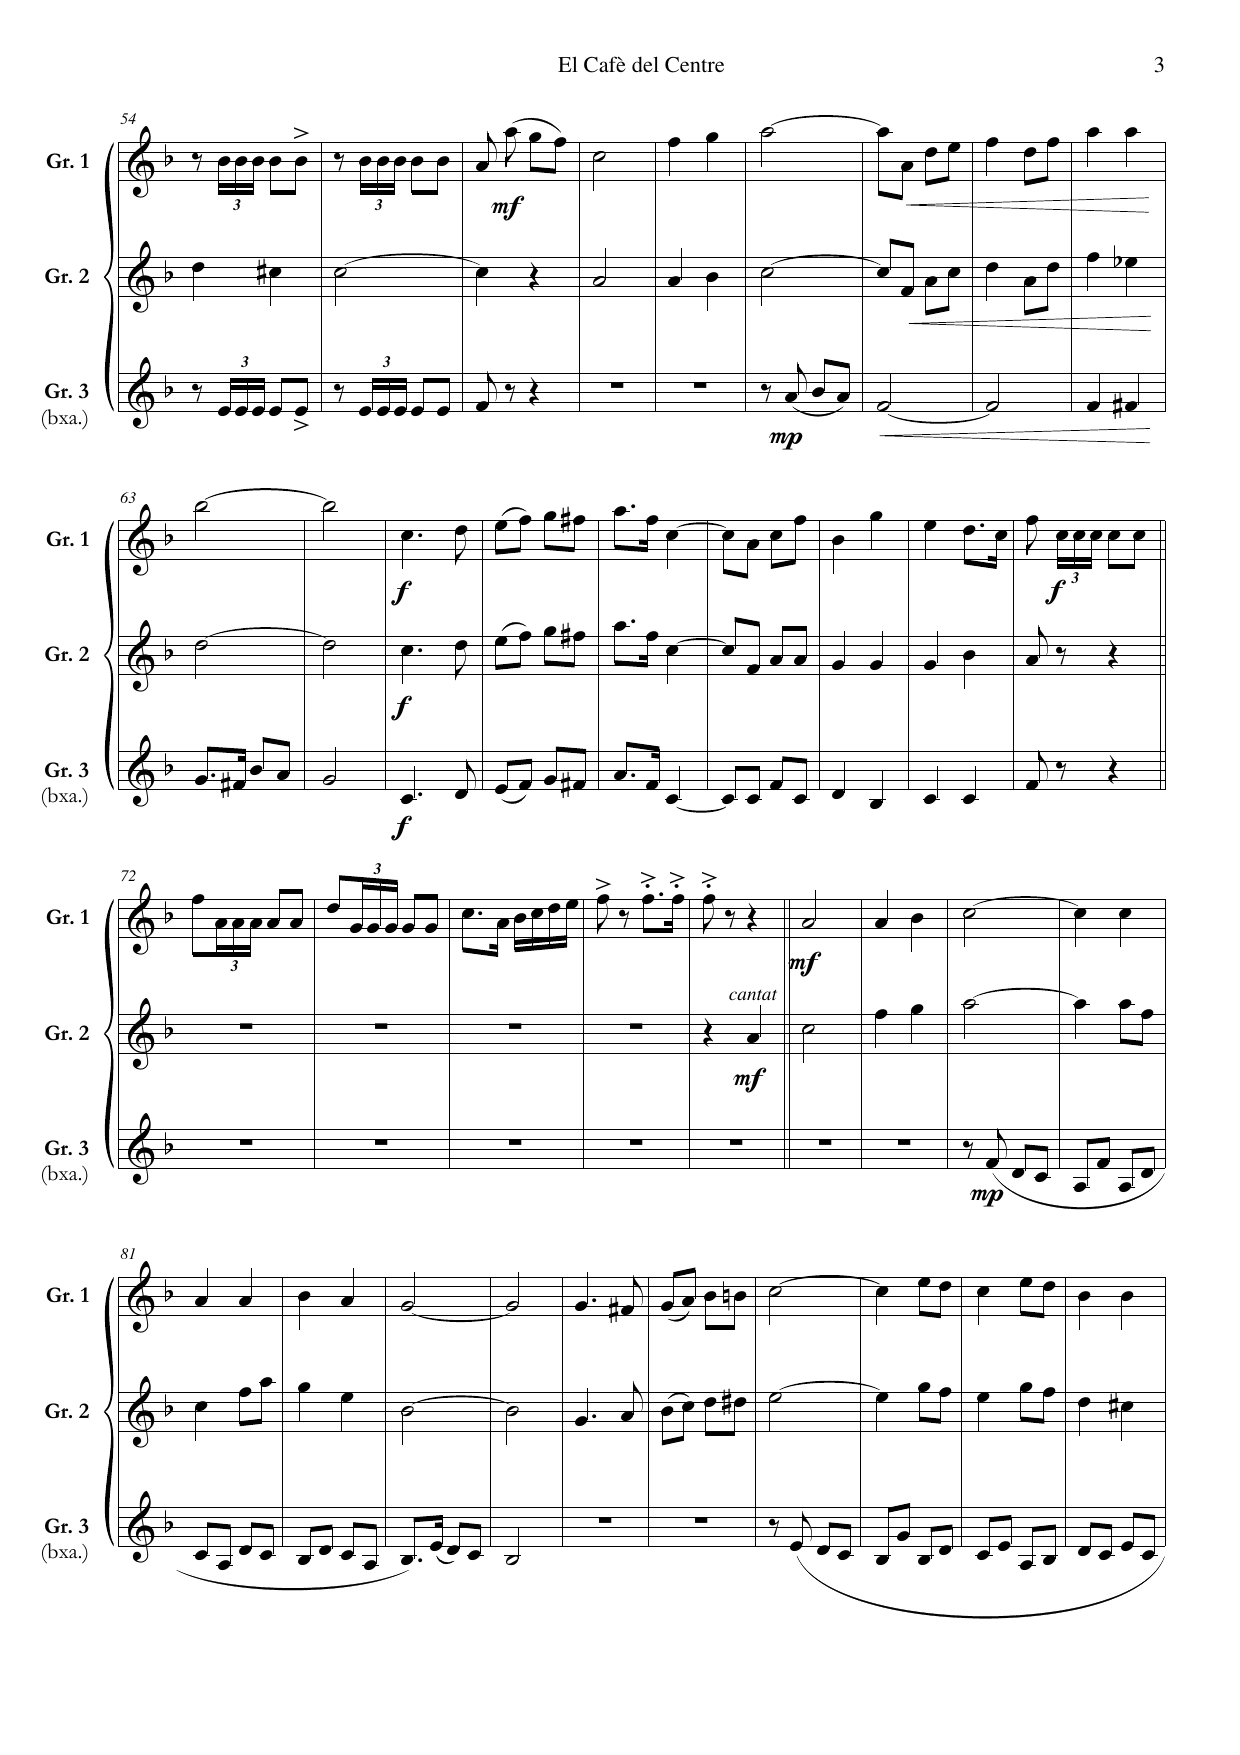 El Cafè del Centre 3
54
Gr. 1
3 3 mf
Gr. 2
3 3
Gr. 3
(bxa.)
mp
63
Gr. 1
f f 3
Gr. 2
f
Gr. 3
(bxa.)
f
72
3
Gr. 1
3
mf
cantat
Gr. 2
mf
Gr. 3
(bxa.)
mp
81
Gr. 1
Gr. 2
Gr. 3
(bxa.)